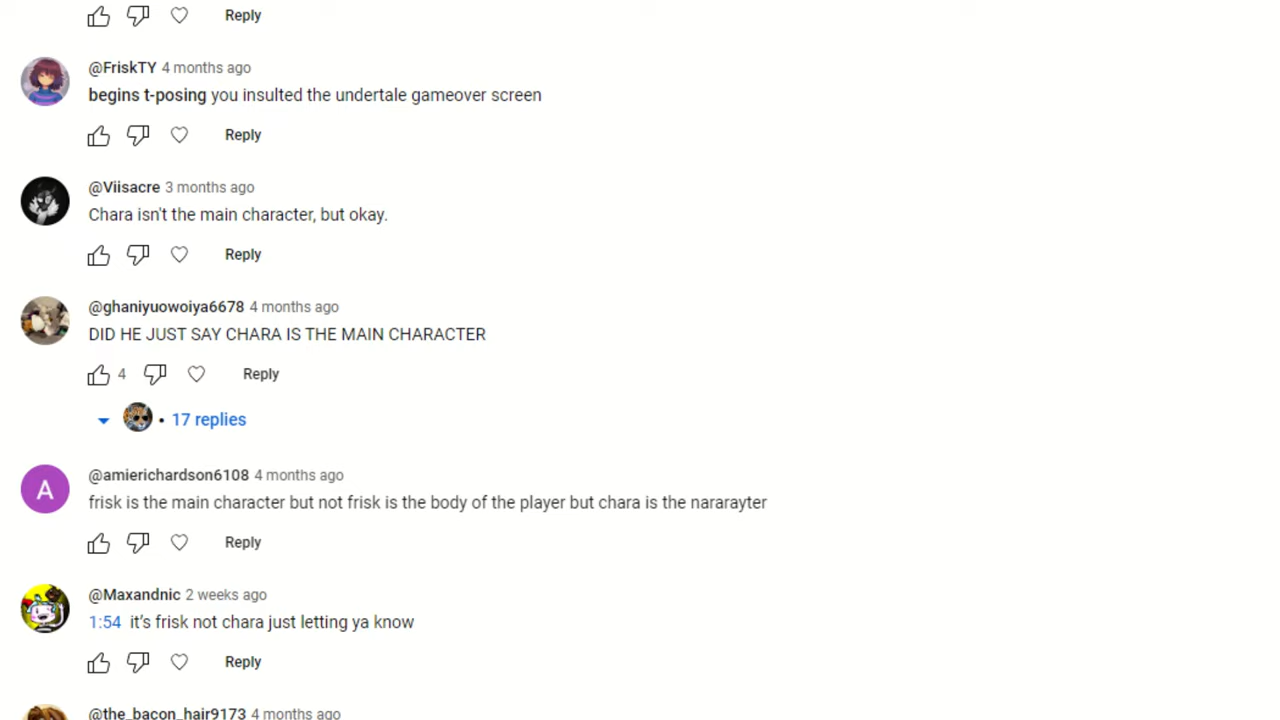 Reply
@FriskTY 4 months ago
begins t-posing you insulted the undertale gameover screen
Reply
@Viisacre 3 months ago
Chara isn't the main character, but okay.
Reply
@ghaniyuowoiya6678 4 months ago
DID HE JUST SAY CHARA IS THE MAIN CHARACTER
4 Reply
• 17 replies
A @amierichardson6108 4 months ago
frisk is the main character but not frisk is the body of the player but chara is the nararayter
Reply
@Maxandnic 2 weeks ago
1:54 it's frisk not chara just letting ya know
Reply
@the_bacon_hair9173 4 months ago